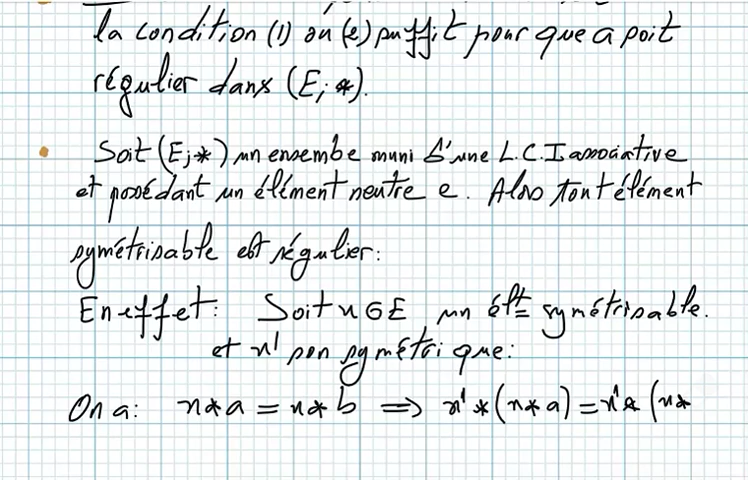 la condition (1) ou (2) suffit pour que a soit
régulier dans (E; *).
Soit (E; *) un ensembe muni d'une L.C.I associative
et possédant un élément neutre e. Alors tout élément
symétrisable est régulier:
En effet: Soit x ∈ E un élt symétrisable.
et x' son symétrique:
On a: x * a = x * b ⟹ x' * (x * a) = x' * (x *